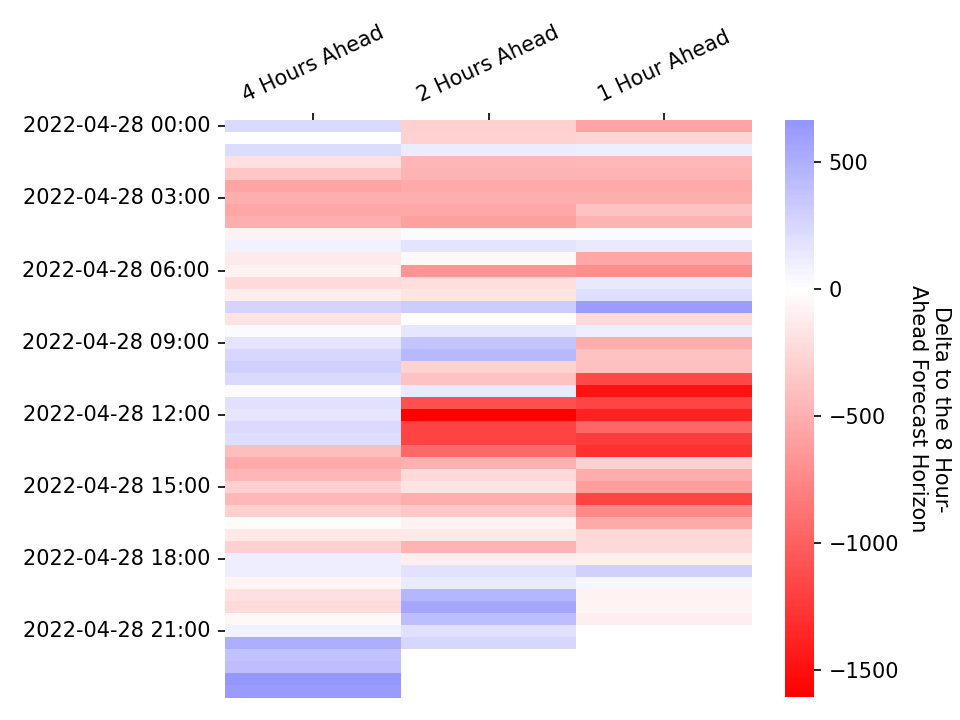 4 Hours Ahead
2 Hours Ahead
1 Hour Ahead
2022-04-28 00:00
2022-04-28 03:00
2022-04-28 06:00
2022-04-28 09:00
2022-04-28 12:00
2022-04-28 15:00
2022-04-28 18:00
2022-04-28 21:00
500
0
−500
−1000
−1500
Delta to the 8 Hour-
Ahead Forecast Horizon